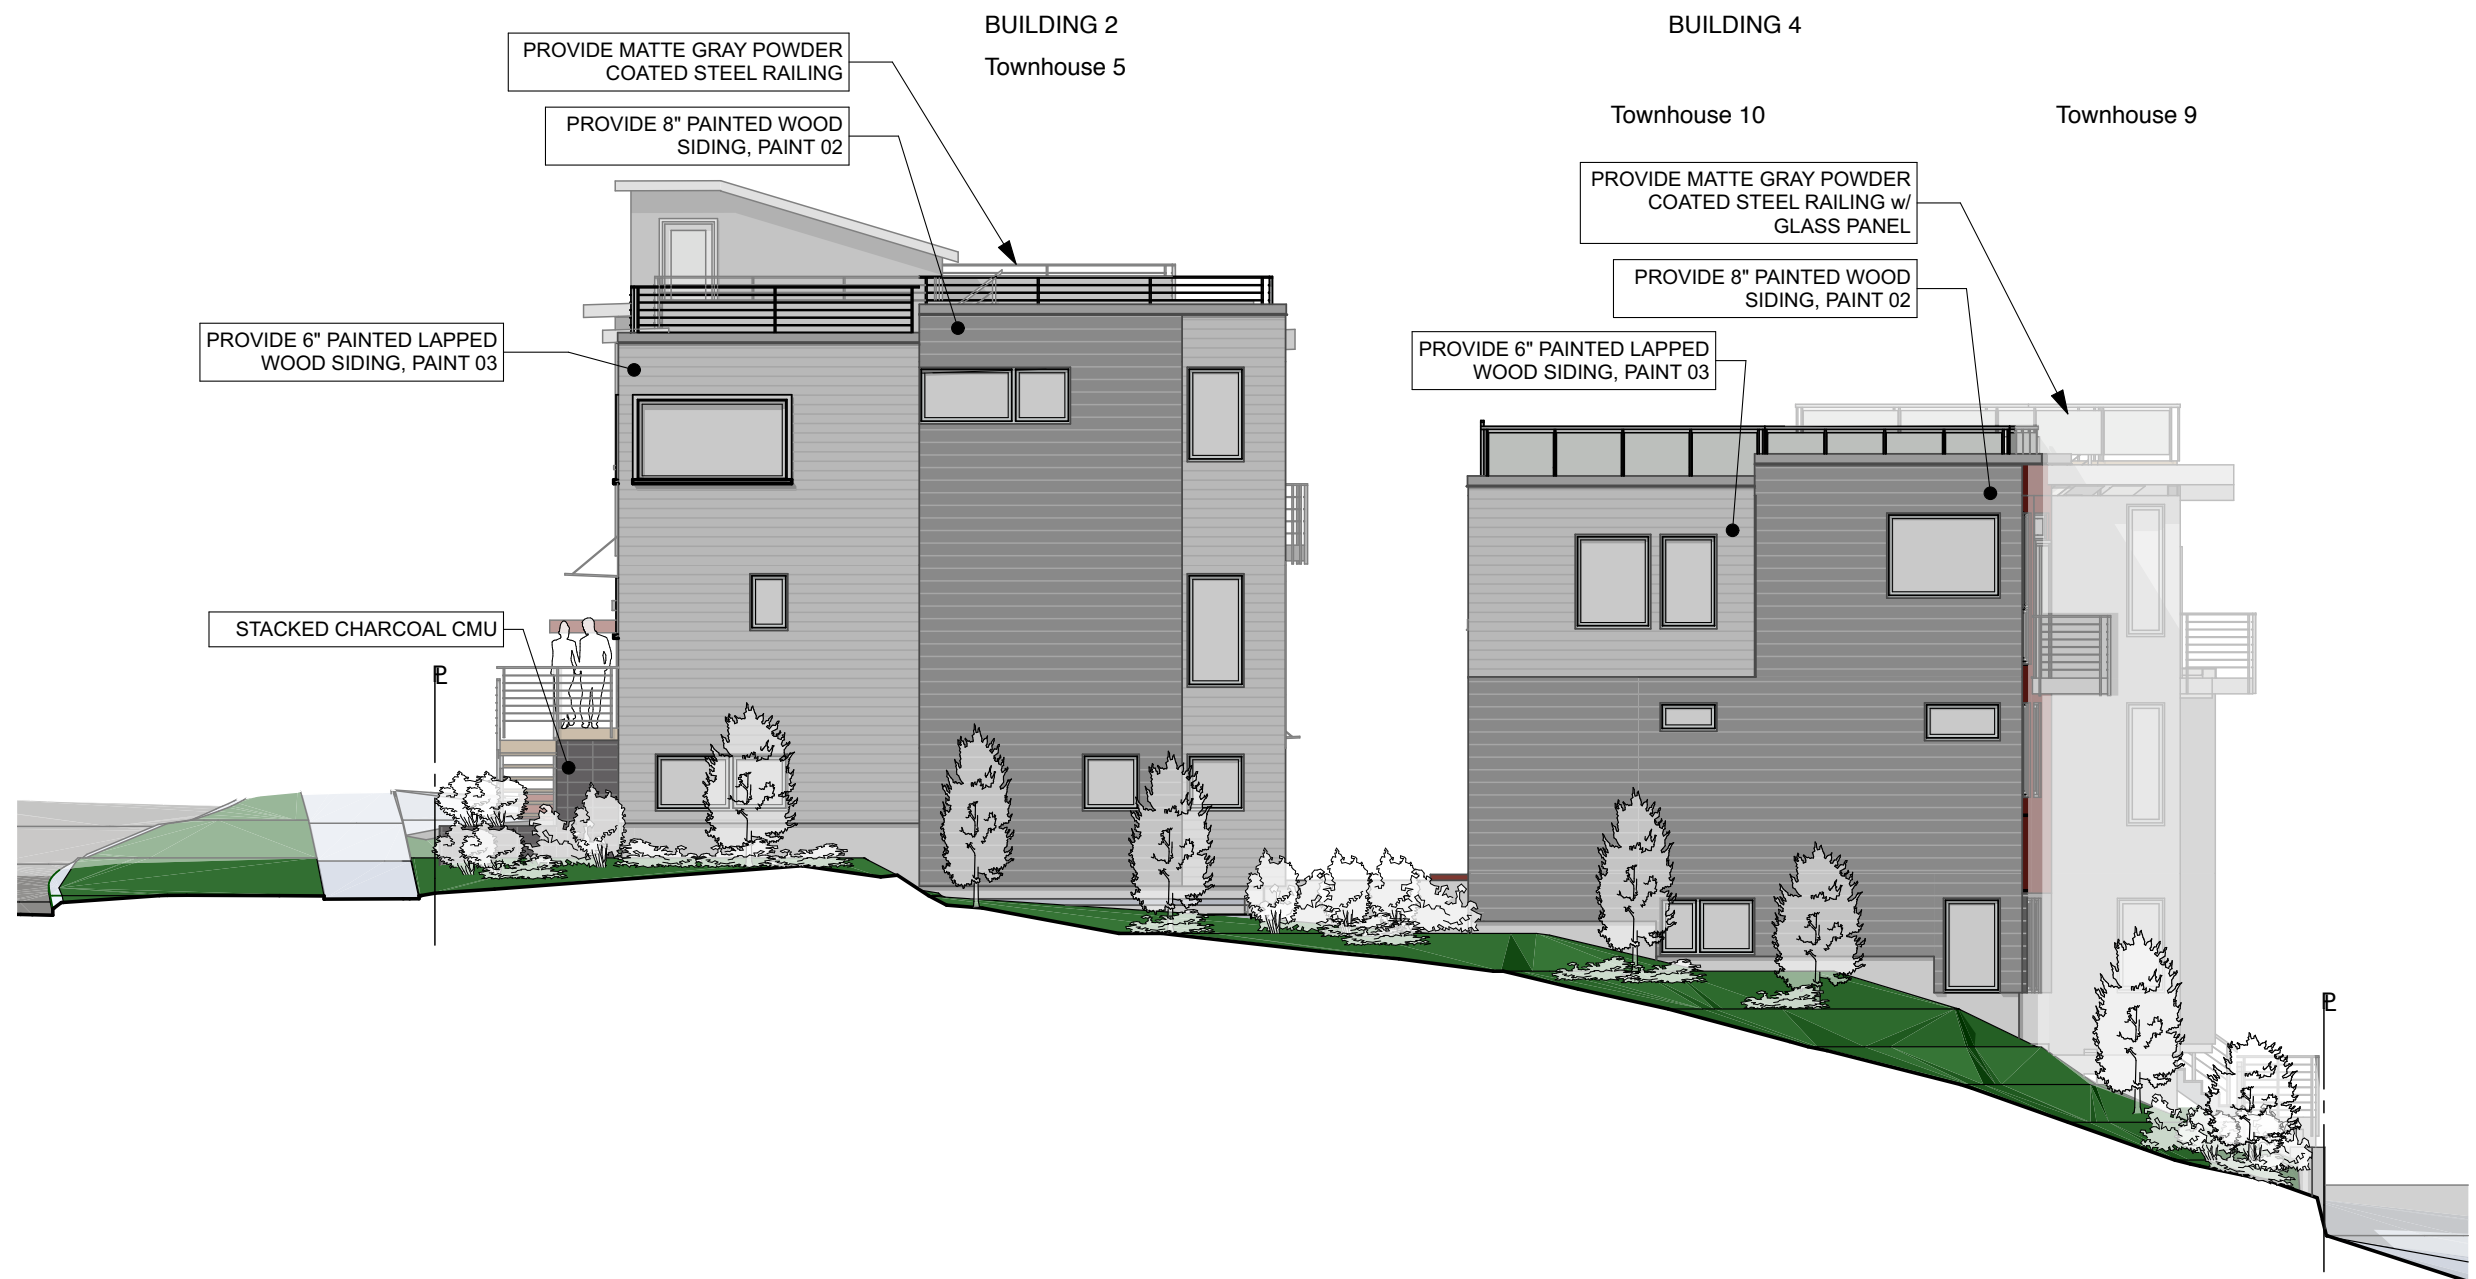 BUILDING 2
Townhouse 5
BUILDING 4
Townhouse 10
Townhouse 9
PROVIDE MATTE GRAY POWDER
COATED STEEL RAILING
PROVIDE 8" PAINTED WOOD
SIDING, PAINT 02
PROVIDE 6" PAINTED LAPPED
WOOD SIDING, PAINT 03
STACKED CHARCOAL CMU
PL
PROVIDE MATTE GRAY POWDER
COATED STEEL RAILING w/
GLASS PANEL
PROVIDE 8" PAINTED WOOD
SIDING, PAINT 02
PROVIDE 6" PAINTED LAPPED
WOOD SIDING, PAINT 03
PL